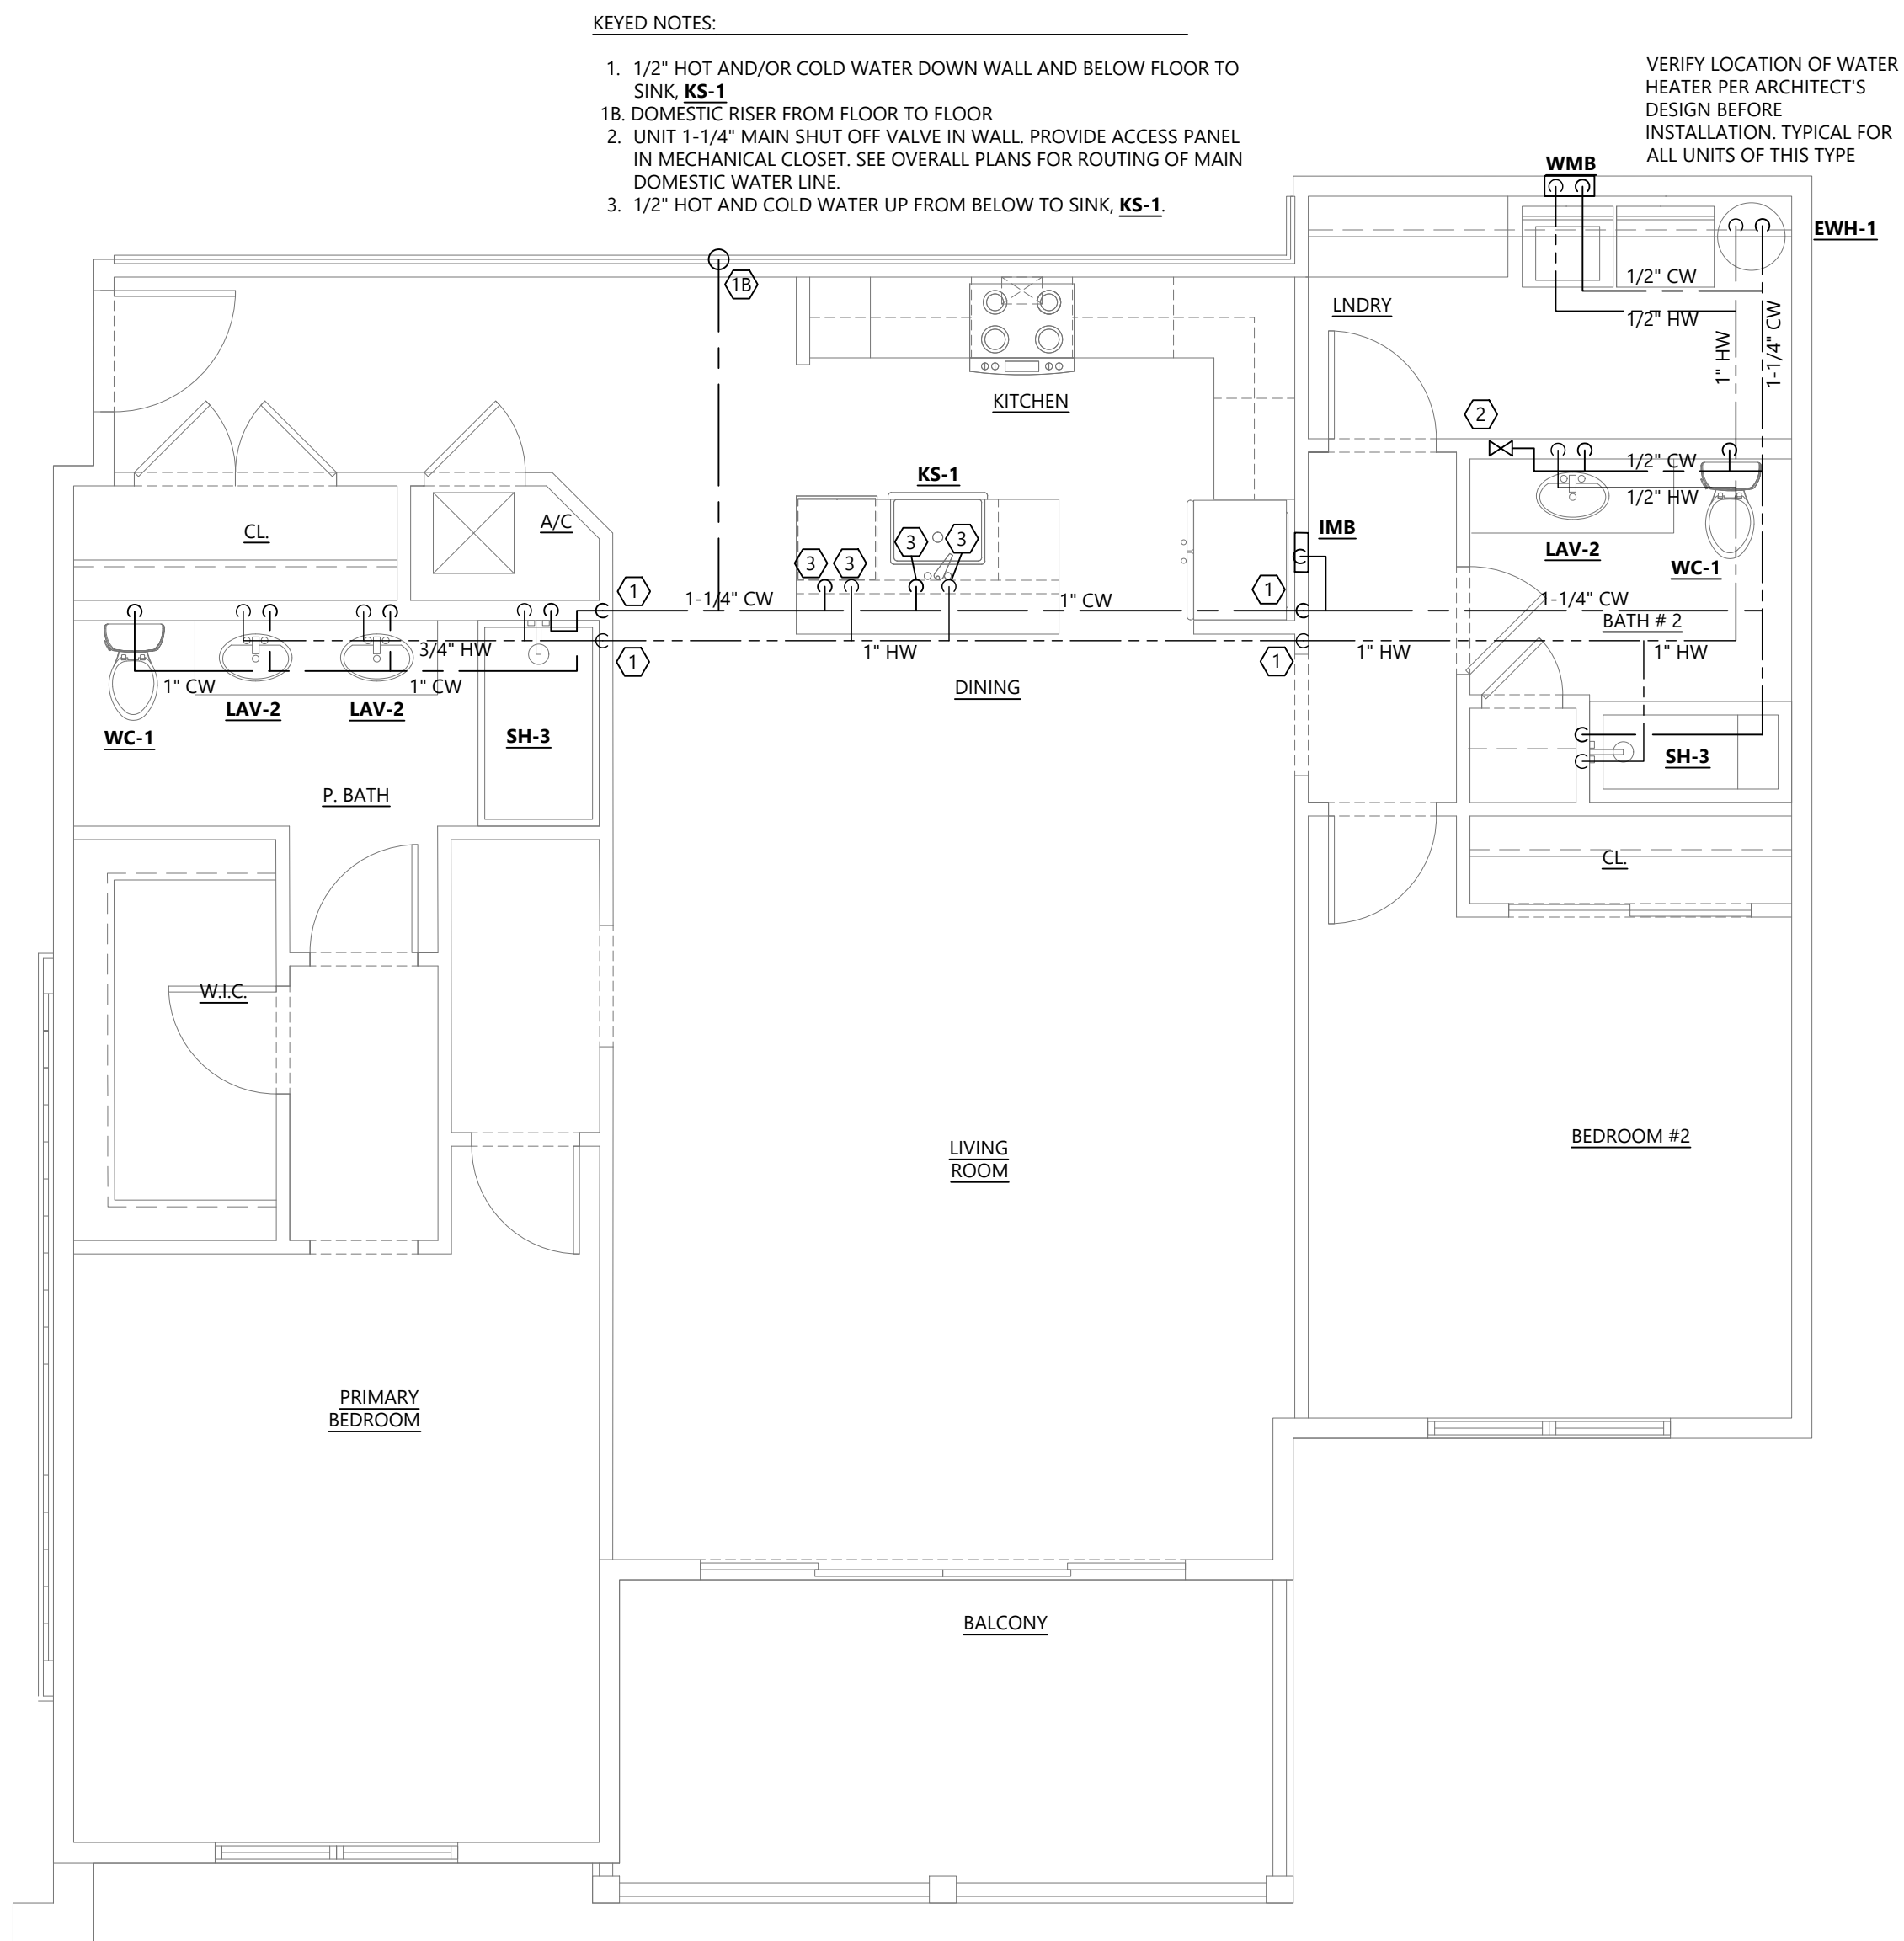 KEYED NOTES:
1. 1/2" HOT AND/OR COLD WATER DOWN WALL AND BELOW FLOOR TO
SINK, KS-1
1B. DOMESTIC RISER FROM FLOOR TO FLOOR
2. UNIT 1-1/4" MAIN SHUT OFF VALVE IN WALL. PROVIDE ACCESS PANEL
IN MECHANICAL CLOSET. SEE OVERALL PLANS FOR ROUTING OF MAIN
DOMESTIC WATER LINE.
3. 1/2" HOT AND COLD WATER UP FROM BELOW TO SINK, KS-1.
VERIFY LOCATION OF WATER
HEATER PER ARCHITECT'S
DESIGN BEFORE
INSTALLATION. TYPICAL FOR
ALL UNITS OF THIS TYPE
WMB
EWH-1
1B
1/2" CW
LNDRY
1/2" HW
1" HW
1-1/4" CW
KITCHEN
2
KS-1
1/2" CW
1/2" HW
CL.
A/C
IMB
3
3
3
3
LAV-2
WC-1
1
1-1/4" CW
1" CW
1
1-1/4" CW
BATH # 2
3/4" HW
1
1" HW
1
1" HW
1" HW
1" CW
1" CW
DINING
LAV-2
LAV-2
WC-1
SH-3
SH-3
P. BATH
CL.
W.I.C.
LIVING
ROOM
BEDROOM #2
PRIMARY
BEDROOM
BALCONY